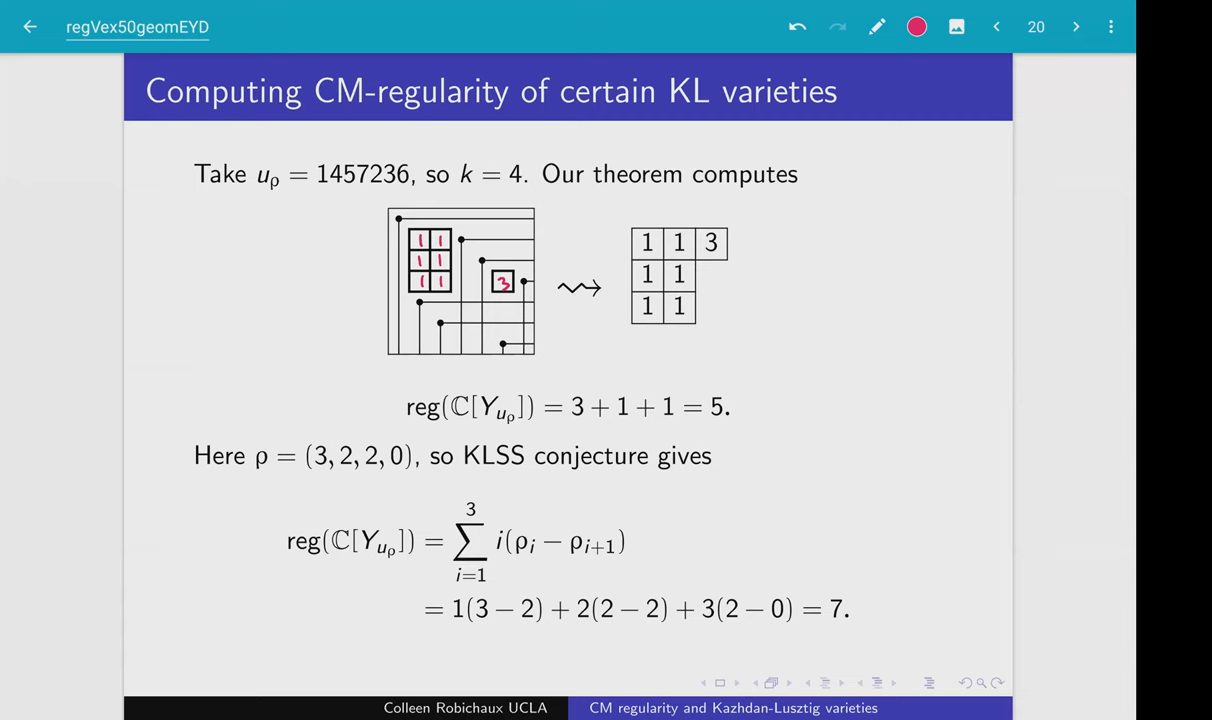 regVex50geomEYD
20
Computing CM-regularity of certain KL varieties
Take u_ρ = 1457236, so k = 4. Our theorem computes
1 1
1 1
1 1
3
1 1 3
1 1
1 1
reg(ℂ[Y_{u_ρ}]) = 3 + 1 + 1 = 5.
Here ρ = (3, 2, 2, 0), so KLSS conjecture gives
reg(ℂ[Y_{u_ρ}]) = ∑_{i=1}^{3} i(ρ_i − ρ_{i+1})
= 1(3 − 2) + 2(2 − 2) + 3(2 − 0) = 7.
Colleen Robichaux UCLA
CM regularity and Kazhdan-Lusztig varieties